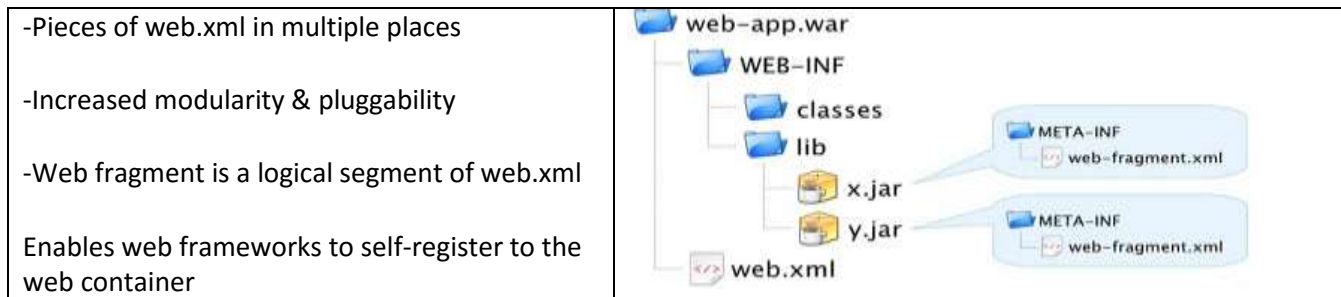 -Pieces of web.xml in multiple places
-Increased modularity & pluggability
-Web fragment is a logical segment of web.xml
Enables web frameworks to self-register to the
web container
web-app.war
WEB-INF
classes
lib
x.jar
y.jar
web.xml
META-INF
web-fragment.xml
META-INF
web-fragment.xml